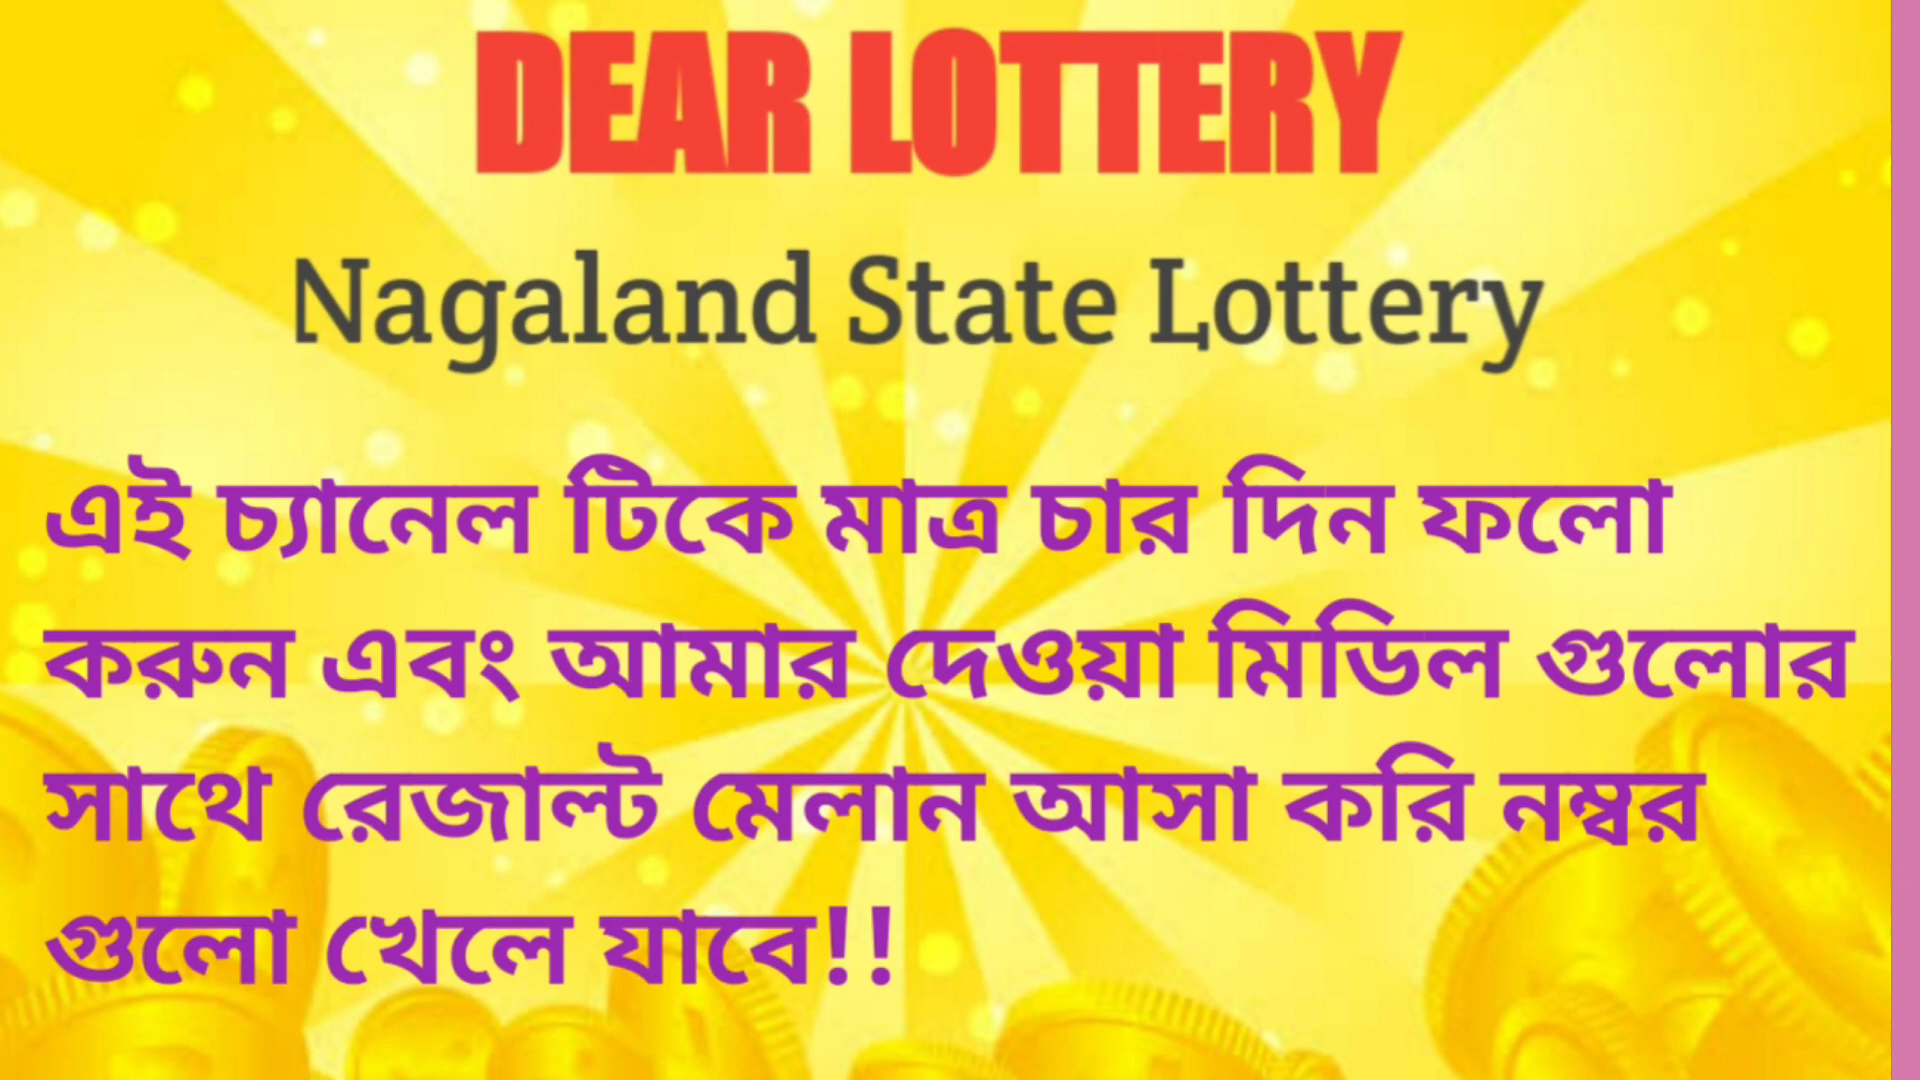 DEAR LOTTERY
Nagaland State Lottery
এই চ্যানেল টিকে মাত্র চার দিন ফলো
করুন এবং আমার দেওয়া মিডিল গুলোর
সাথে রেজাল্ট মেলান আসা করি নম্বর
গুলো খেলে যাবে!!